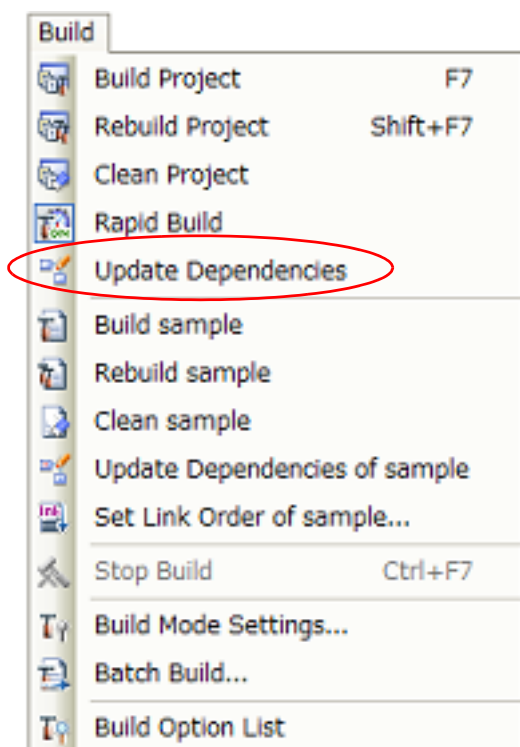 Build
Build Project F7
Rebuild Project Shift+F7
Clean Project
Rapid Build
Update Dependencies
Build sample
Rebuild sample
Clean sample
Update Dependencies of sample
Set Link Order of sample...
Stop Build Ctrl+F7
Build Mode Settings...
Batch Build...
Build Option List